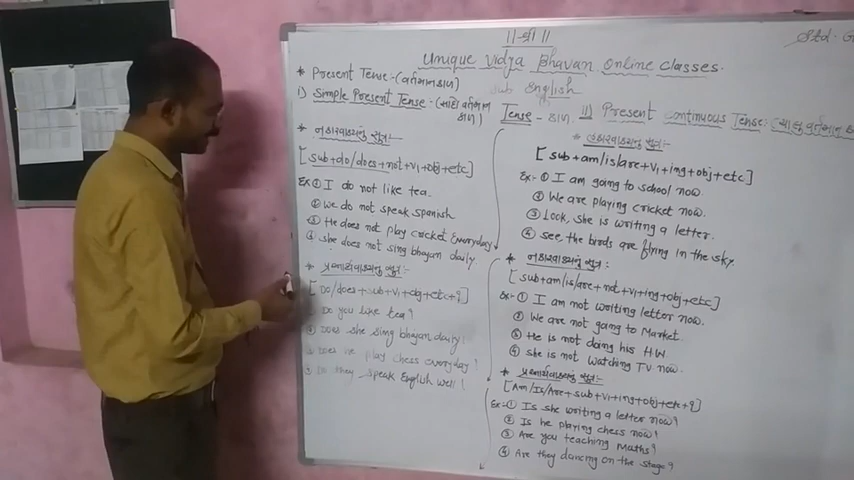 ॥-શ્રી ॥
Unique Vidya Bhavan Online Classes.
Std-
sub English
* Present Tense:-(વર્તમાનકાળ)
1) Simple Present Tense:-(સાદો વર્તમાન કાળ)
Tense - કાળ.
* નકારવાક્યનું સૂત્ર:-
[sub+do/does+not+V1+obj+etc]
Ex:- ① I do not like tea.
② We do not speak spanish
③ He does not play cricket Everyday
④ She does not sing bhajan daily.
* પ્રશ્નાર્થવાક્યનું સૂત્ર:-
[Do/does+sub+V1+obj+etc+?]
Do you like tea?
Does she sing bhajan daily?
Does he play chess everyday?
Do they speak English well?
II) Present Continuous Tense:-(ચાલુ વર્તમાન કાળ
* હકારવાક્યનું સૂત્ર:-
[sub+am/is/are+V1+ing+obj+etc]
Ex:- ① I am going to school now.
② We are playing cricket now.
③ Look, She is writing a letter.
④ See the birds are flying in the sky.
* નકારવાક્યનું સૂત્ર:
[sub+am/is/are+not+V1+ing+obj+etc]
Ex:- ① I am not writing letter now.
② We are not going to Market.
③ He is not doing his H.W.
④ She is not watching TV now.
* પ્રશ્નાર્થવાક્યનું સૂત્ર:-
[Am/Is/Are+sub+V1+ing+obj+etc+?]
Ex:- ① Is she writing a letter now?
② Is he playing chess now?
③ Are you teaching Maths?
④ Are they dancing on the stage?